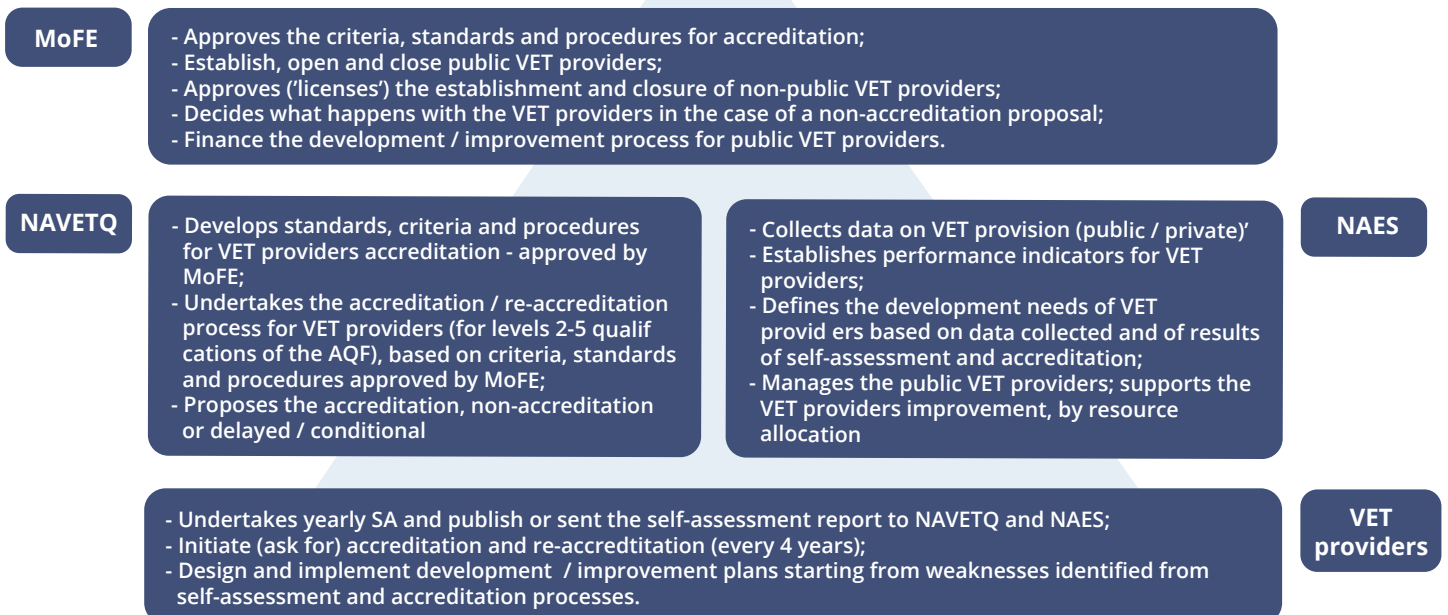 MoFE
- Approves the criteria, standards and procedures for accreditation;
- Establish, open and close public VET providers;
- Approves (‘licenses’) the establishment and closure of non-public VET providers;
- Decides what happens with the VET providers in the case of a non-accreditation proposal;
- Finance the development / improvement process for public VET providers.
NAVETQ
- Develops standards, criteria and procedures
for VET providers accreditation - approved by
MoFE;
- Undertakes the accreditation / re-accreditation
process for VET providers (for levels 2-5 qualif
cations of the AQF), based on criteria, standards
and procedures approved by MoFE;
- Proposes the accreditation, non-accreditation
or delayed / conditional
- Collects data on VET provision (public / private)’
- Establishes performance indicators for VET
providers;
- Defines the development needs of VET
provid ers based on data collected and of results
of self-assessment and accreditation;
- Manages the public VET providers; supports the
VET providers improvement, by resource
allocation
NAES
- Undertakes yearly SA and publish or sent the self-assessment report to NAVETQ and NAES;
- Initiate (ask for) accreditation and re-accredtitation (every 4 years);
- Design and implement development  / improvement plans starting from weaknesses identified from
self-assessment and accreditation processes.
VET
providers